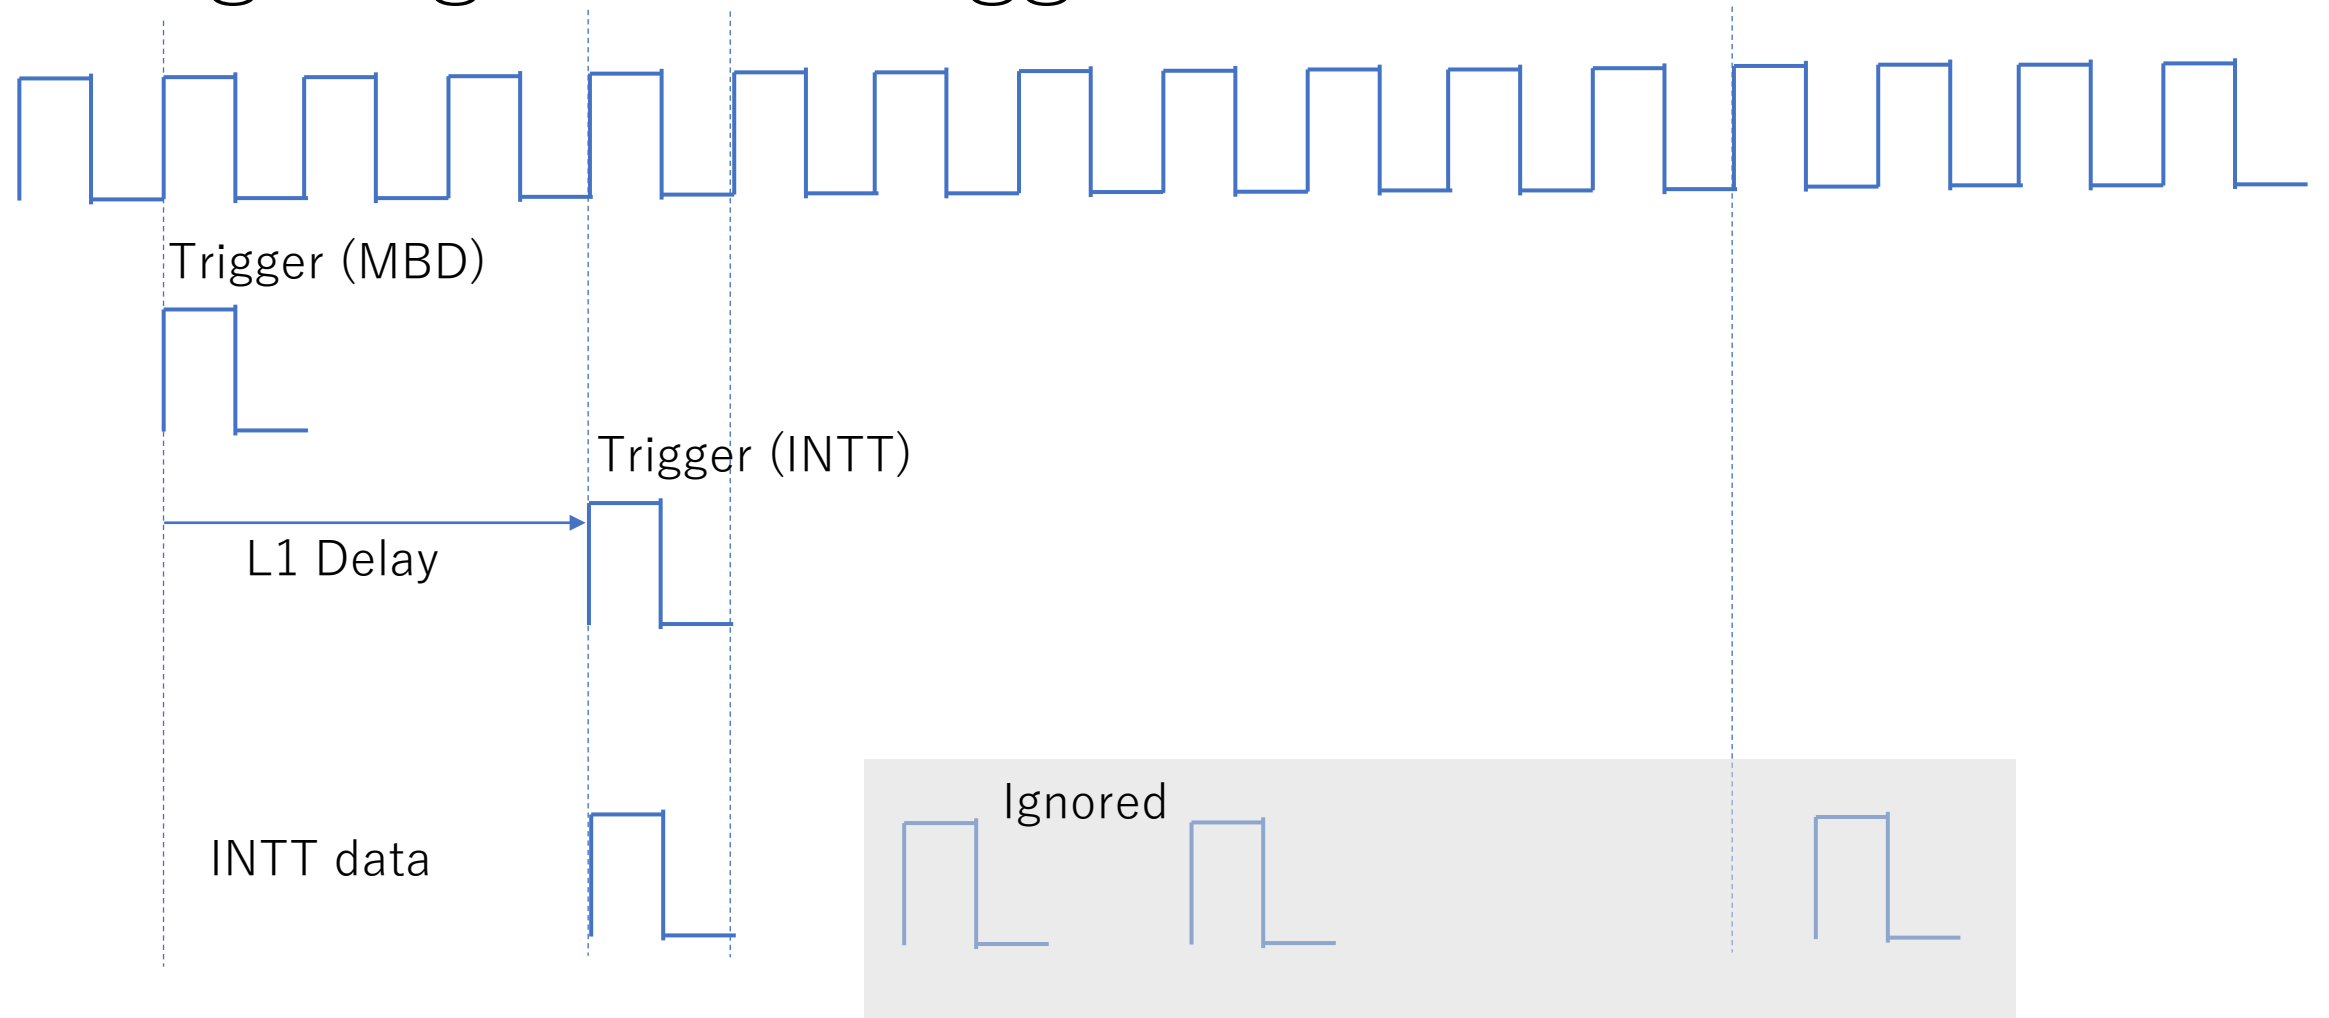 Trigger (MBD)
Trigger (INTT)
L1 Delay
Ignored
INTT data